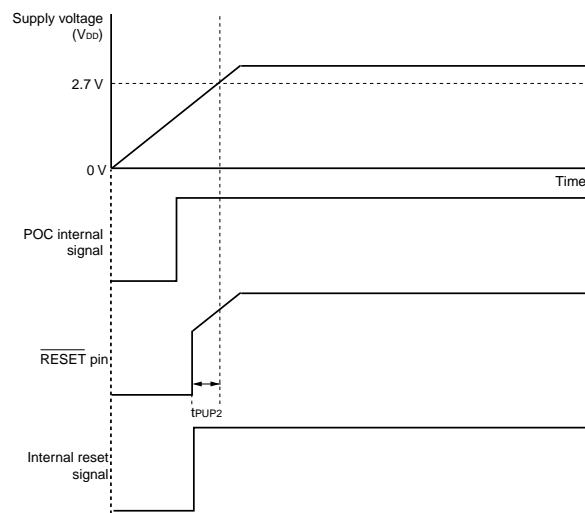 Supply voltage
(VDD)
2.7 V
0 V
Time
POC internal
signal
RESET pin
tPUP2
Internal reset
signal